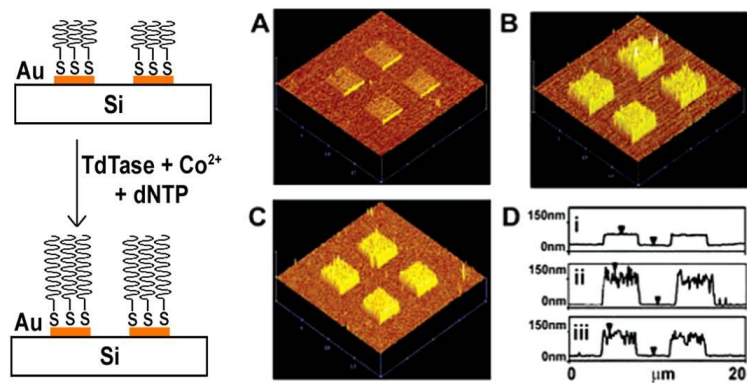 S S S
S S S
Au
Si
TdTase + Co²⁺
+ dNTP
S S S
S S S
Au
Si
A
B
C
D
150nm
i
0nm
150nm
ii
0nm
150nm
iii
0nm
0
μm
20